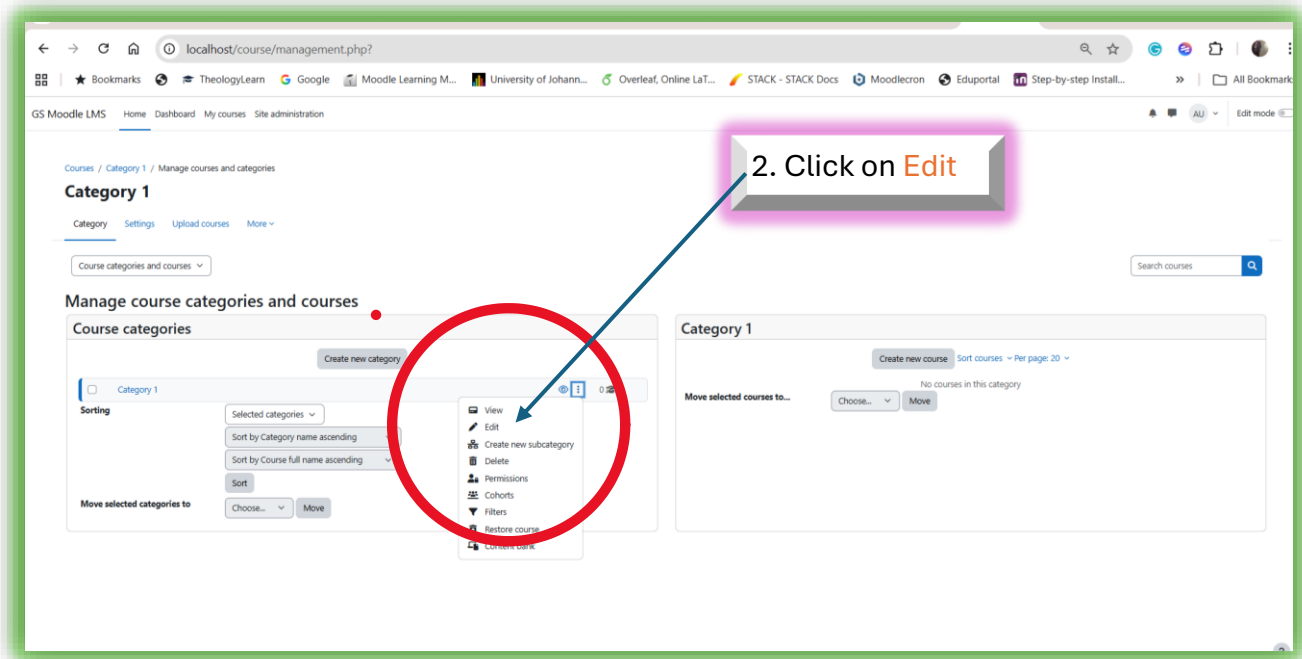 localhost/course/management.php?
Bookmarks TheologyLearn Google Moodle Learning M... University of Johann... Overleaf, Online LaT... STACK - STACK Docs Moodlecron Eduportal Step-by-step Install... » All Bookmark
GS Moodle LMS Home Dashboard My courses Site administration AU Edit mode
2. Click on Edit
Courses / Category 1 / Manage courses and categories
Category 1
Category Settings Upload courses More
Course categories and courses
Search courses
Manage course categories and courses
Course categories
Create new category
Category 1 0
Sorting
Selected categories
Sort by Category name ascending
Sort by Course full name ascending
Sort
Move selected categories to Choose... Move
View
Edit
Create new subcategory
Delete
Permissions
Cohorts
Filters
Restore course
Content bank
Category 1
Create new course Sort courses Per page: 20
No courses in this category
Move selected courses to... Choose... Move